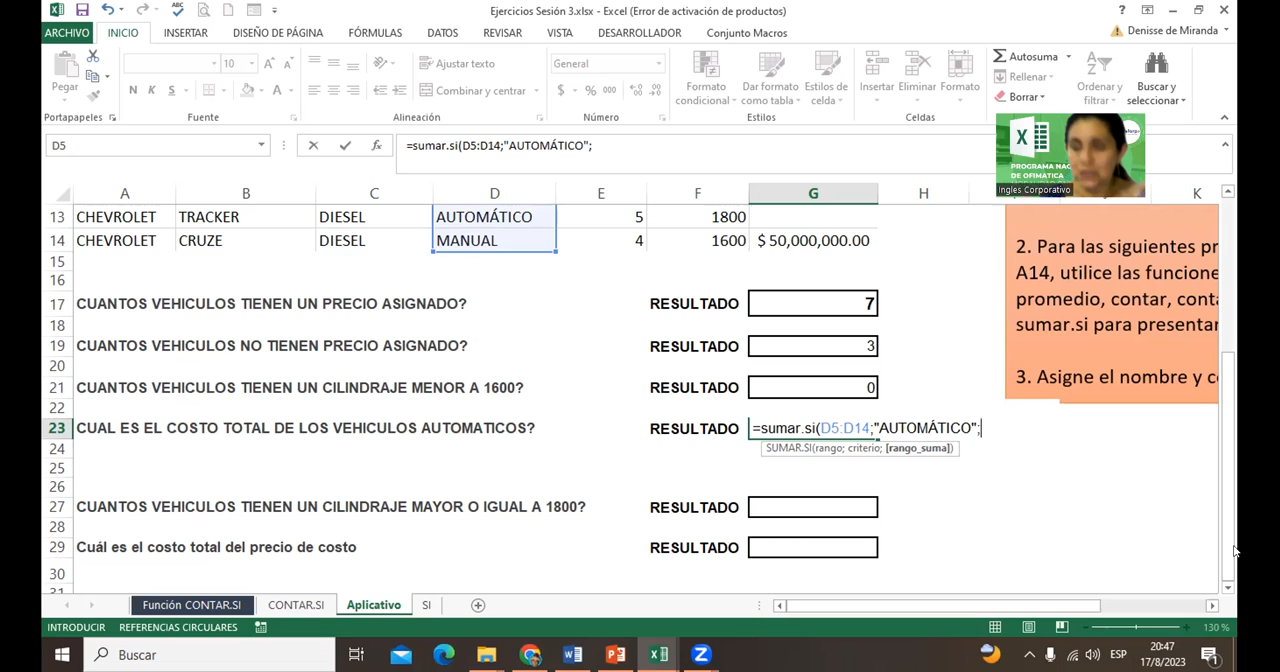 Ejercicios Sesión 3.xlsx - Excel (Error de activación de productos)
ARCHIVO INICIO INSERTAR DISEÑO DE PÁGINA FÓRMULAS DATOS REVISAR VISTA DESARROLLADOR Conjunto Macros
Denisse de Miranda
Pegar
10
N K S
Ajustar texto
Combinar y centrar
General
$ % 000
Formato condicional
Dar formato como tabla
Estilos de celda
Insertar Eliminar Formato
Autosuma
Rellenar
Borrar
Ordenar y filtrar
Buscar y seleccionar
Portapapeles Fuente Alineación Número Estilos Celdas
PROGRAMA NAC
DE OFIMÁTICA
Ingles Corporativo
D5 =sumar.si(D5:D14;"AUTOMÁTICO";
A B C D E F G H K
13 CHEVROLET TRACKER DIESEL AUTOMÁTICO 5 1800
14 CHEVROLET CRUZE DIESEL MANUAL 4 1600 $ 50,000,000.00
15
16
17 CUANTOS VEHICULOS TIENEN UN PRECIO ASIGNADO? RESULTADO 7
18
19 CUANTOS VEHICULOS NO TIENEN PRECIO ASIGNADO? RESULTADO 3
20
21 CUANTOS VEHICULOS TIENEN UN CILINDRAJE MENOR A 1600? RESULTADO 0
22
23 CUAL ES EL COSTO TOTAL DE LOS VEHICULOS AUTOMATICOS? RESULTADO =sumar.si(D5:D14;"AUTOMÁTICO";
SUMAR.SI(rango; criterio; [rango_suma])
24
25
26
27 CUANTOS VEHICULOS TIENEN UN CILINDRAJE MAYOR O IGUAL A 1800? RESULTADO
28
29 Cuál es el costo total del precio de costo RESULTADO
30
2. Para las siguientes pr
A14, utilice las funcione
promedio, contar, conta
sumar.si para presentar
3. Asigne el nombre y c
Función CONTAR.SI CONTAR.SI Aplicativo SI
INTRODUCIR REFERENCIAS CIRCULARES 130 %
Buscar
ESP
20:47
17/8/2023